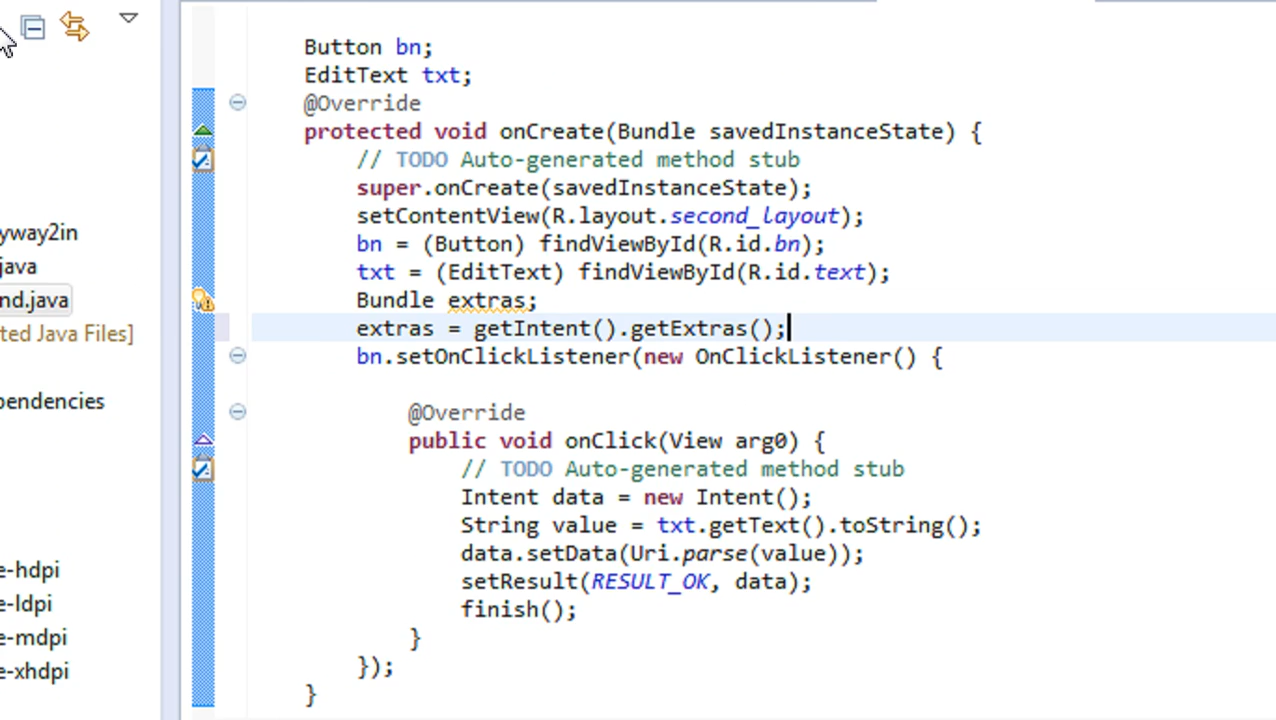 Button bn;
EditText txt;
@Override
protected void onCreate(Bundle savedInstanceState) {
// TODO Auto-generated method stub
super.onCreate(savedInstanceState);
setContentView(R.layout.second_layout);
bn = (Button) findViewById(R.id.bn);
txt = (EditText) findViewById(R.id.text);
Bundle extras;
extras = getIntent().getExtras();
bn.setOnClickListener(new OnClickListener() {
@Override
public void onClick(View arg0) {
// TODO Auto-generated method stub
Intent data = new Intent();
String value = txt.getText().toString();
data.setData(Uri.parse(value));
setResult(RESULT_OK, data);
finish();
}
});
}
yway2in
java
nd.java
ted Java Files]
pendencies
e-hdpi
e-ldpi
e-mdpi
e-xhdpi